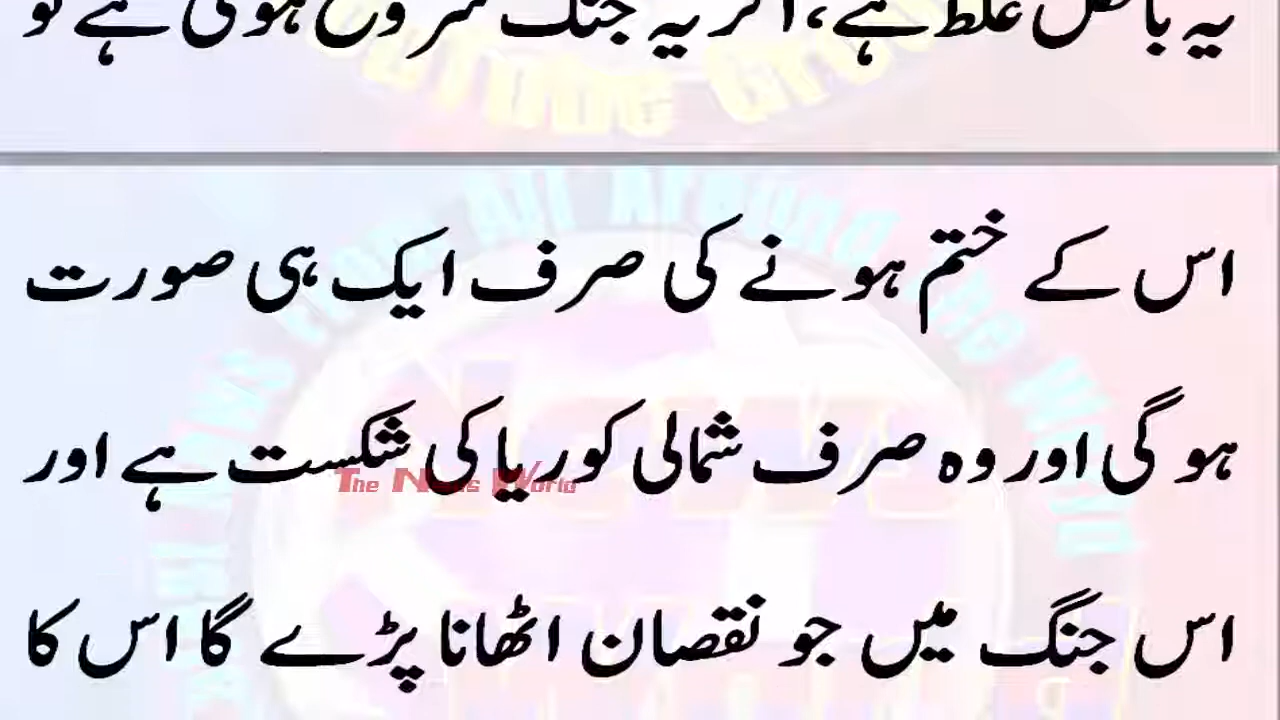 یہ بالکل غلط ہے، اگر یہ جنگ شروع ہوتی ہے تو
اس کے ختم ہونے کی صرف ایک ہی صورت
ہو گی اور وہ صرف شمالی کوریا کی شکست ہے اور
The News World
اس جنگ میں جو نقصان اٹھانا پڑے گا اس کا